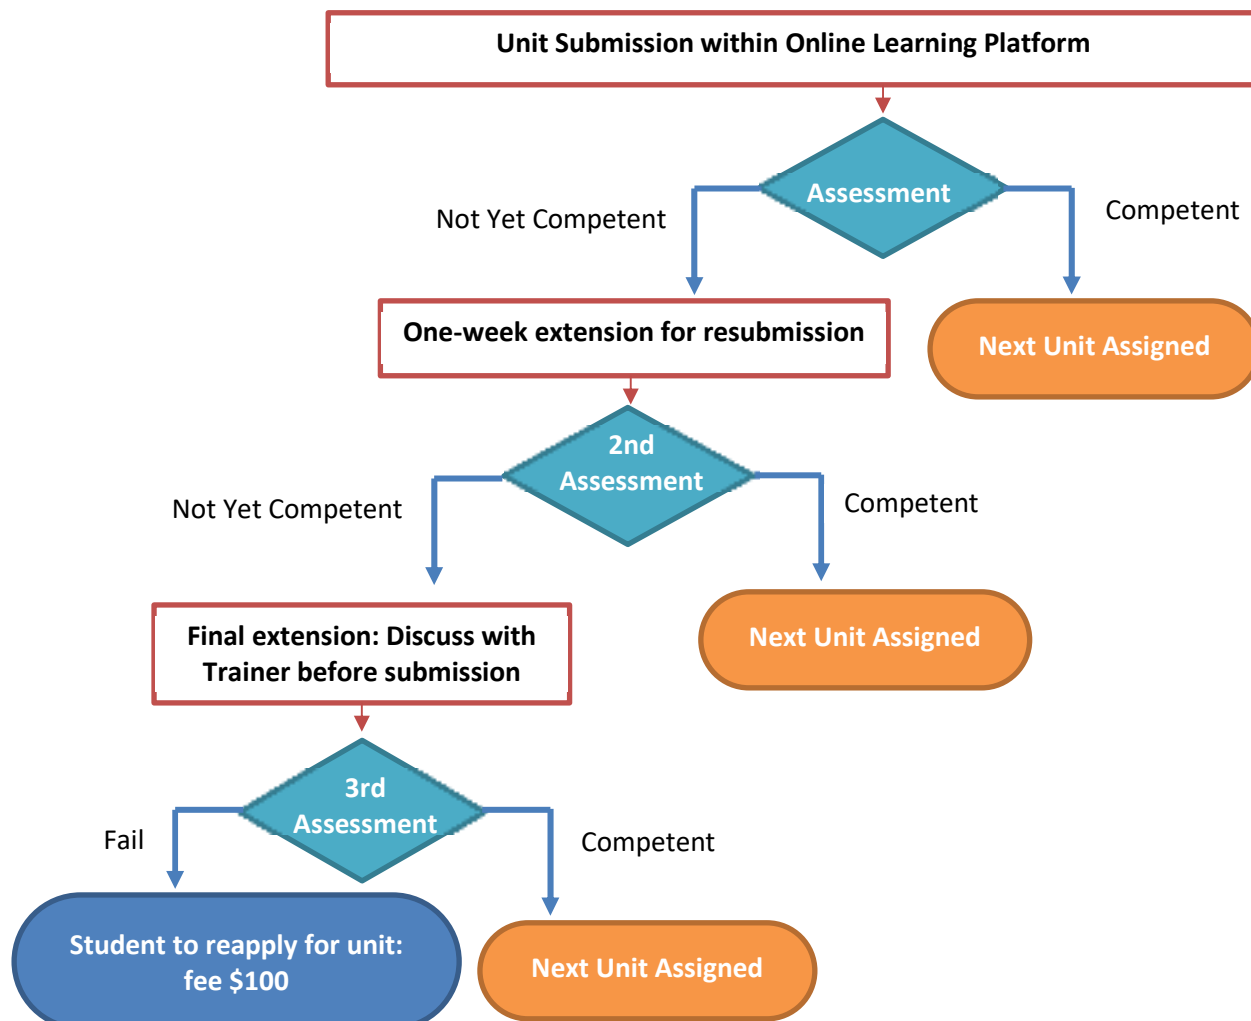 Unit Submission within Online Learning Platform
Assessment
Not Yet Competent
Competent
One-week extension for resubmission
Next Unit Assigned
2nd
Assessment
Not Yet Competent
Competent
Final extension: Discuss with
Trainer before submission
Next Unit Assigned
3rd
Assessment
Fail
Competent
Student to reapply for unit:
fee $100
Next Unit Assigned